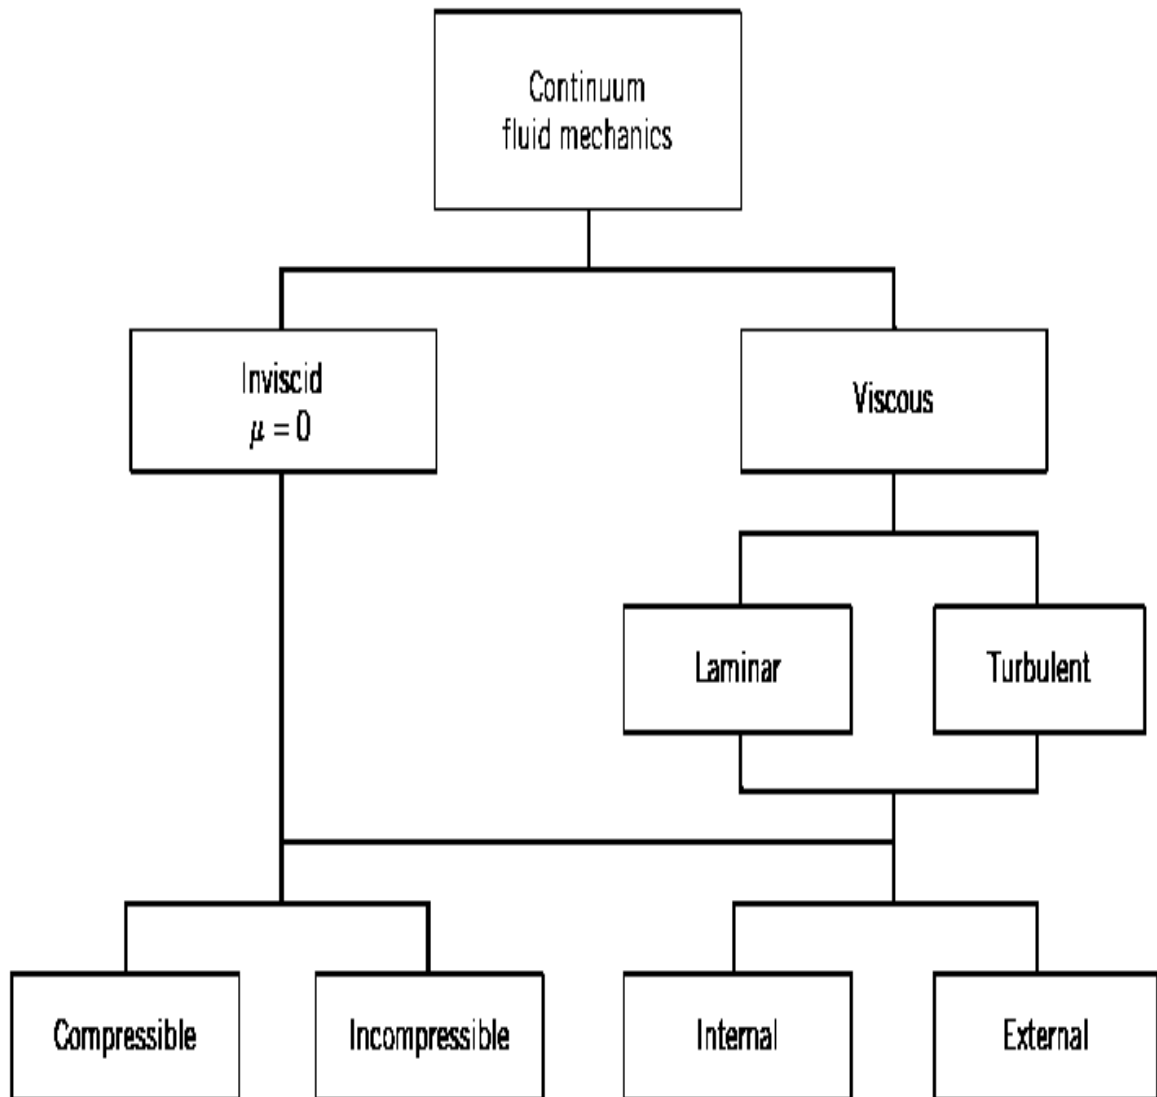 Continuum
fluid mechanics
Inviscid
μ = 0
Viscous
Laminar
Turbulent
Compressible
Incompressible
Internal
External